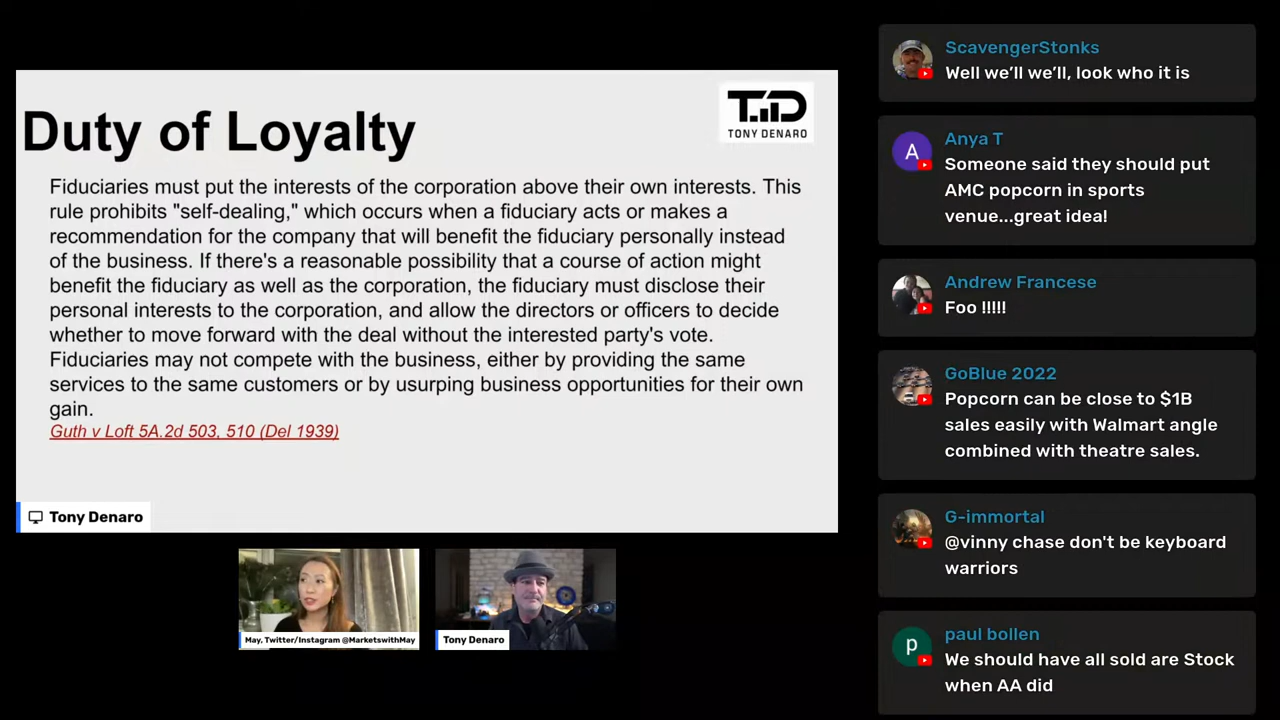 Duty of Loyalty
TONY DENARO
Fiduciaries must put the interests of the corporation above their own interests. This
rule prohibits "self-dealing," which occurs when a fiduciary acts or makes a
recommendation for the company that will benefit the fiduciary personally instead
of the business. If there's a reasonable possibility that a course of action might
benefit the fiduciary as well as the corporation, the fiduciary must disclose their
personal interests to the corporation, and allow the directors or officers to decide
whether to move forward with the deal without the interested party's vote.
Fiduciaries may not compete with the business, either by providing the same
services to the same customers or by usurping business opportunities for their own
gain.
Guth v Loft 5A.2d 503, 510 (Del 1939)
Tony Denaro
May, Twitter/Instagram @MarketswithMay
Tony Denaro
ScavengerStonks
Well we'll we'll, look who it is
A
Anya T
Someone said they should put
AMC popcorn in sports
venue...great idea!
Andrew Francese
Foo !!!!!
GoBlue 2022
Popcorn can be close to $1B
sales easily with Walmart angle
combined with theatre sales.
G-immortal
@vinny chase don't be keyboard
warriors
p
paul bollen
We should have all sold are Stock
when AA did